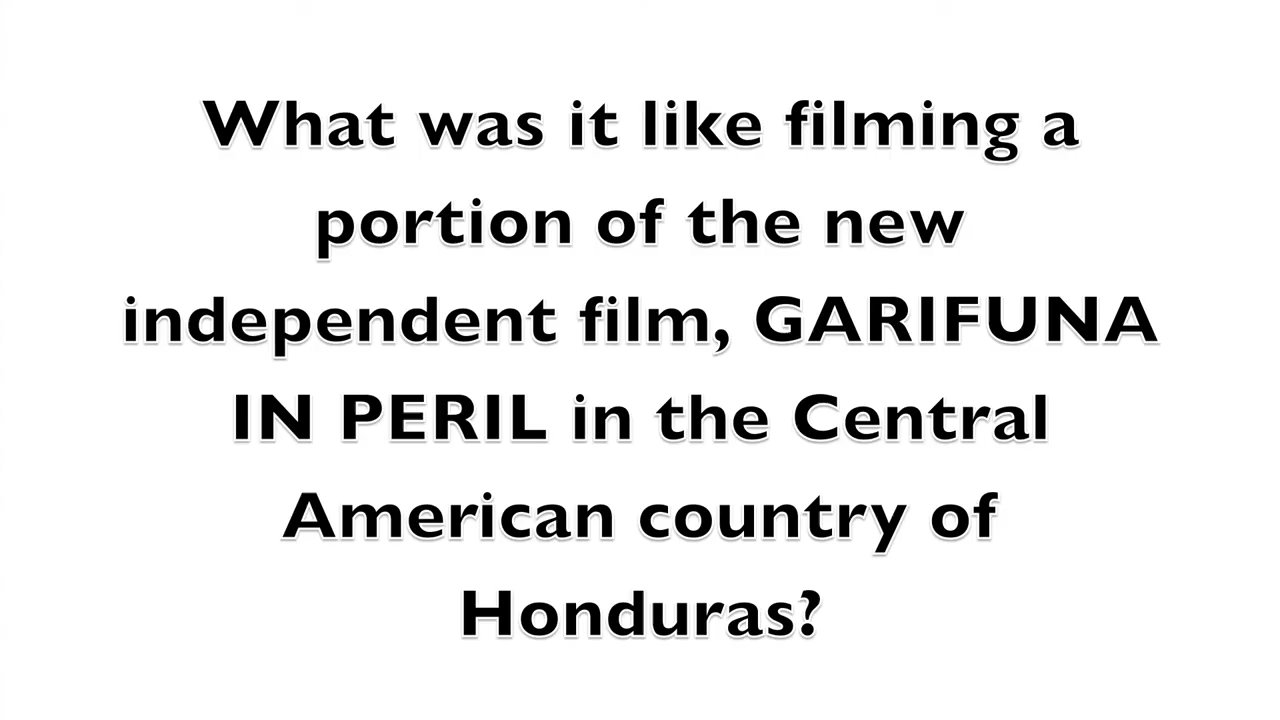 What was it like filming a
portion of the new
independent film, GARIFUNA
IN PERIL in the Central
American country of
Honduras?